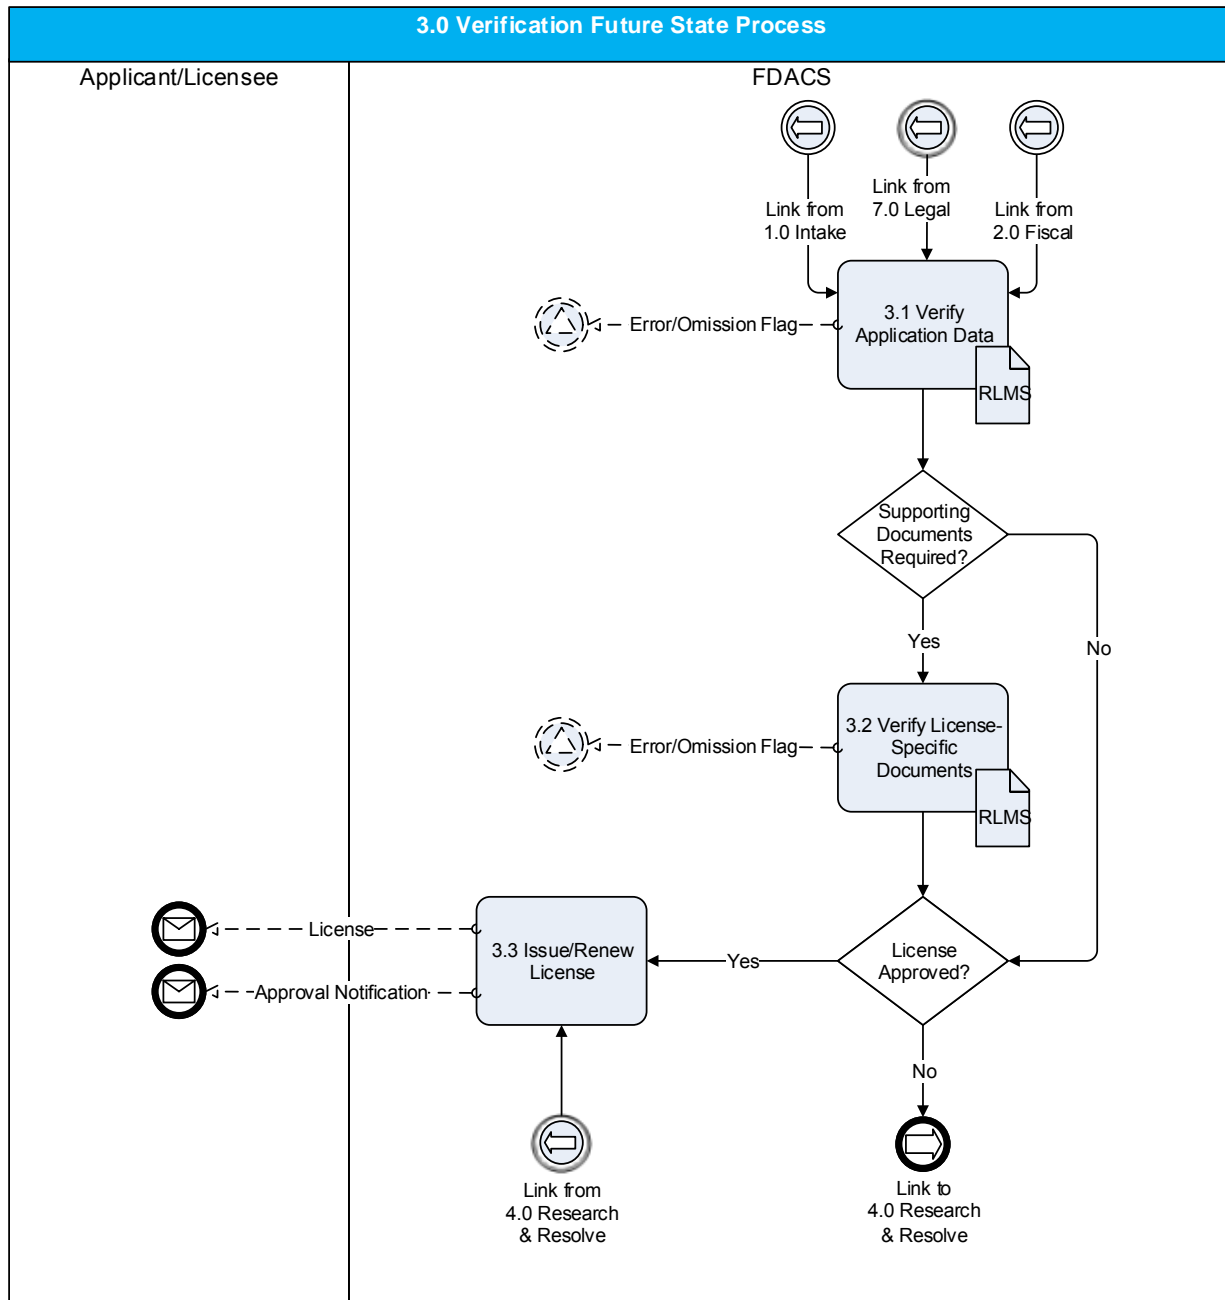 3.0 Verification Future State Process
Applicant/Licensee
FDACS
Link from
1.0 Intake
Link from
7.0 Legal
Link from
2.0 Fiscal
3.1 Verify
Application Data
RLMS
Error/Omission Flag
Supporting
Documents
Required?
Yes
No
3.2 Verify License-
Specific
Documents
RLMS
Error/Omission Flag
License
Approved?
Yes
3.3 Issue/Renew
License
License
Approval Notification
No
Link from
4.0 Research
& Resolve
Link to
4.0 Research
& Resolve